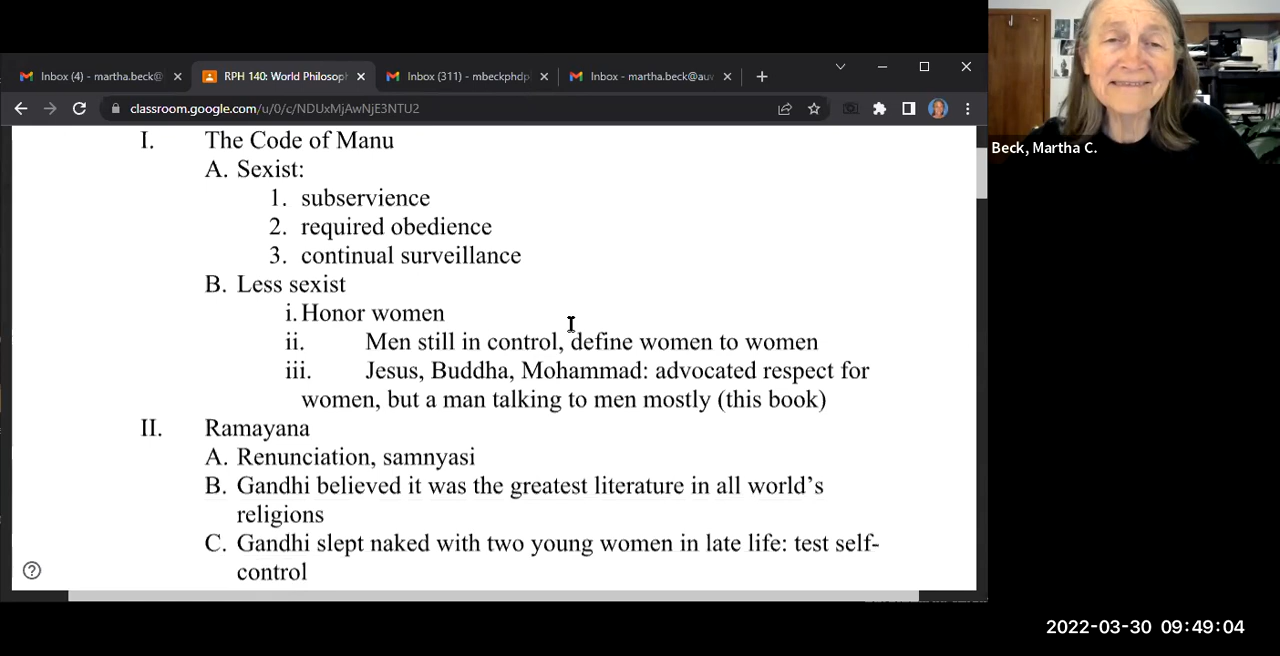 Inbox (4) - martha.beck@
RPH 140: World Philosoph
Inbox (311) - mbeckphdp
Inbox - martha.beck@auv
classroom.google.com/u/0/c/NDUxMjAwNjE3NTU2
I. The Code of Manu
A. Sexist:
1. subservience
2. required obedience
3. continual surveillance
B. Less sexist
i. Honor women
ii. Men still in control, define women to women
iii. Jesus, Buddha, Mohammad: advocated respect for
women, but a man talking to men mostly (this book)
II. Ramayana
A. Renunciation, samnyasi
B. Gandhi believed it was the greatest literature in all world's
religions
C. Gandhi slept naked with two young women in late life: test self-
control
Beck, Martha C.
2022-03-30 09:49:04